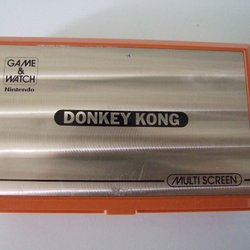 GAME
&
WATCH
Nintendo
DONKEY KONG
MULTI SCREEN